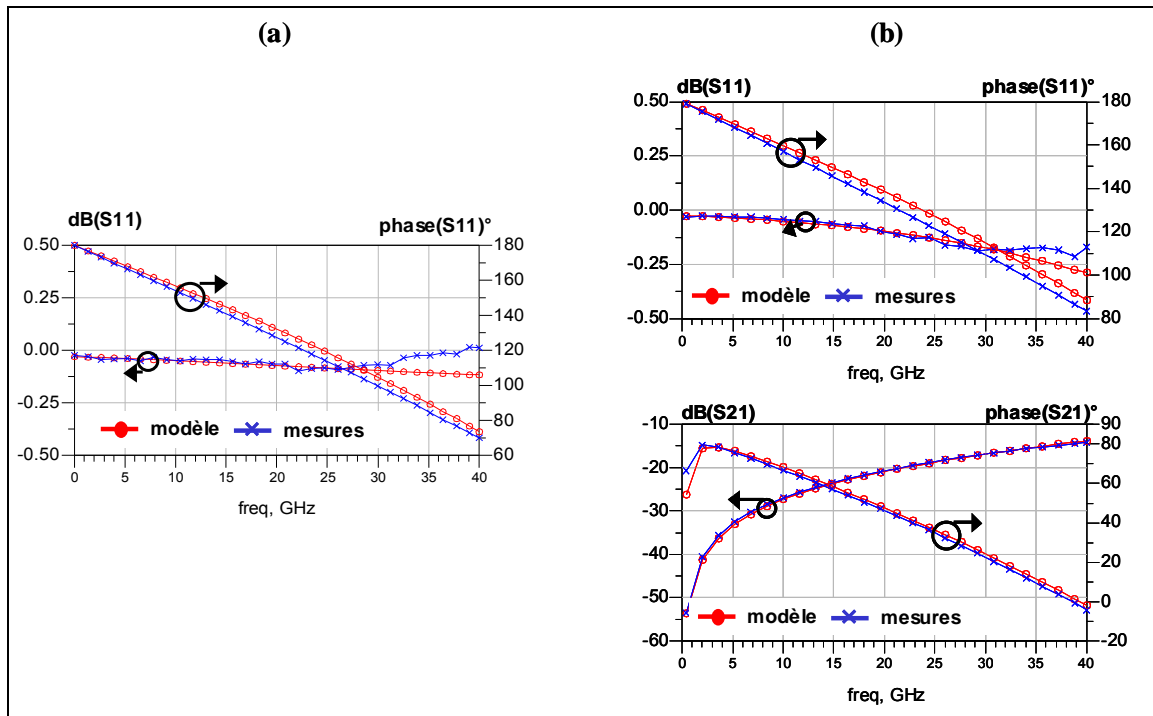 (a)
dB(S11) phase(S11)°
0.50 180
0.25 160
0.00 140
-0.25 120
-0.50 100
80
60
modèle mesures
0 5 10 15 20 25 30 35 40
freq, GHz
(b)
dB(S11) phase(S11)°
0.50 180
0.25 160
0.00 140
-0.25 120
-0.50 100
80
modèle mesures
0 5 10 15 20 25 30 35 40
freq, GHz
dB(S21) phase(S21)°
-10 90
-20 80
-30 60
-40 40
-50 20
-60 -0
-20
modèle mesures
0 5 10 15 20 25 30 35 40
freq, GHz